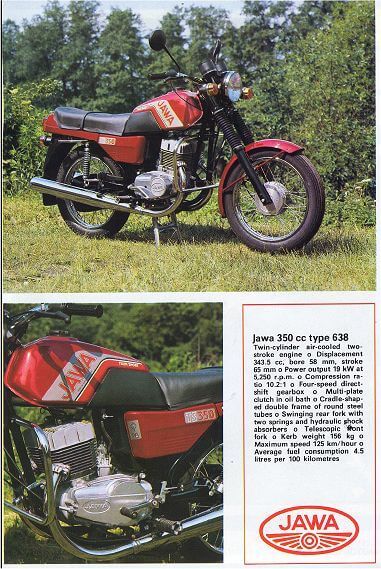 JAWA
350
JAWA
TWIN SPORT
350
Jawa 350 cc type 638
Twin-cylinder air-cooled two-
stroke engine o Displacement
343.5 cc, bore 58 mm, stroke
65 mm o Power output 19 kW at
5,250 r.p.m. o Compression ra-
tio 10.2:1 o Four-speed direct-
shift gearbox o Multi-plate
clutch in oil bath o Cradle-shap-
ed double frame of round steel
tubes o Swinging rear fork with
two springs and hydraulic shock
absorbers o Telescopic front
fork o Kerb weight 156 kg o
Maximum speed 125 km/hour o
Average fuel consumption 4.5
litres per 100 kilometres
JAWA